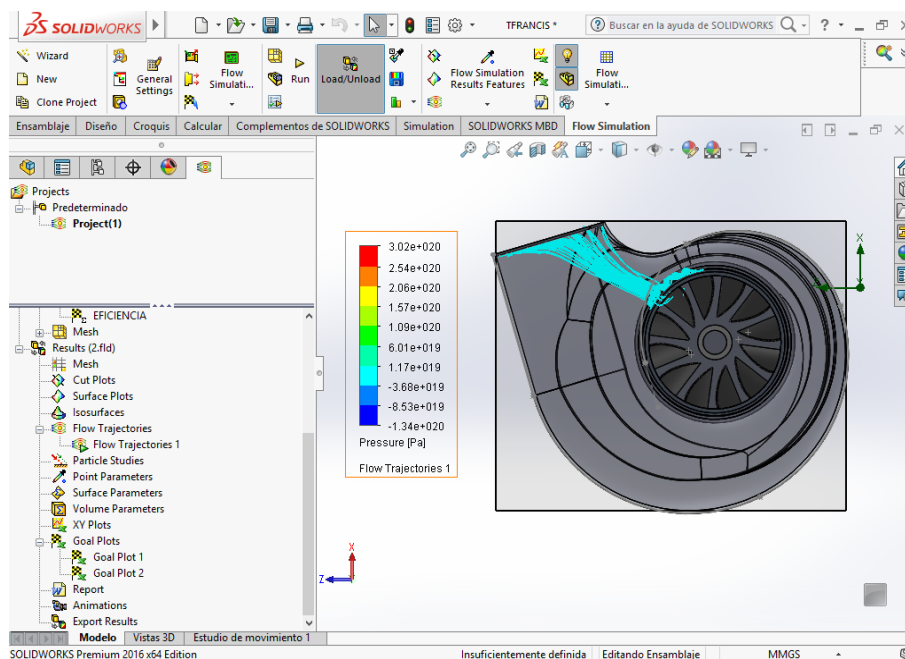 SOLIDWORKS
TFRANCIS *
Buscar en la ayuda de SOLIDWORKS
?
Wizard
New
Clone Project
General Settings
Flow Simulati...
Run
Load/Unload
Flow Simulation Results Features
Flow Simulati...
Ensamblaje
Diseño
Croquis
Calcular
Complementos de SOLIDWORKS
Simulation
SOLIDWORKS MBD
Flow Simulation
Projects
Predeterminado
Project(1)
EFICIENCIA
Mesh
Results (2.fld)
Mesh
Cut Plots
Surface Plots
Isosurfaces
Flow Trajectories
Flow Trajectories 1
Particle Studies
Point Parameters
Surface Parameters
Volume Parameters
XY Plots
Goal Plots
Goal Plot 1
Goal Plot 2
Report
Animations
Export Results
3.02e+020
2.54e+020
2.06e+020
1.57e+020
1.09e+020
6.01e+019
1.17e+019
-3.68e+019
-8.53e+019
-1.34e+020
Pressure [Pa]
Flow Trajectories 1
X
X
Z
Modelo
Vistas 3D
Estudio de movimiento 1
SOLIDWORKS Premium 2016 x64 Edition
Insuficientemente definida
Editando Ensamblaje
MMGS